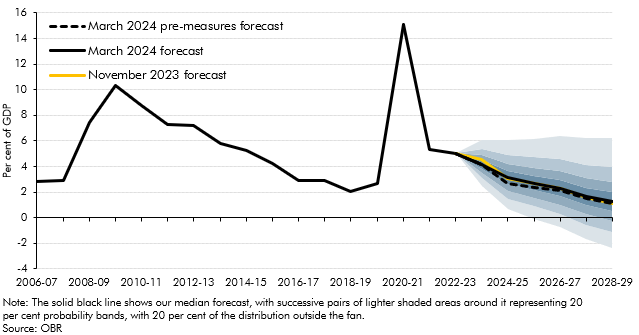 16
14
12
10
8
6
4
2
0
-2
-4
Per cent of GDP
March 2024 pre-measures forecast
March 2024 forecast
November 2023 forecast
2006-07 2008-09 2010-11 2012-13 2014-15 2016-17 2018-19 2020-21 2022-23 2024-25 2026-27 2028-29
Note: The solid black line shows our median forecast, with successive pairs of lighter shaded areas around it representing 20
per cent probability bands, with 20 per cent of the distribution outside the fan.
Source: OBR